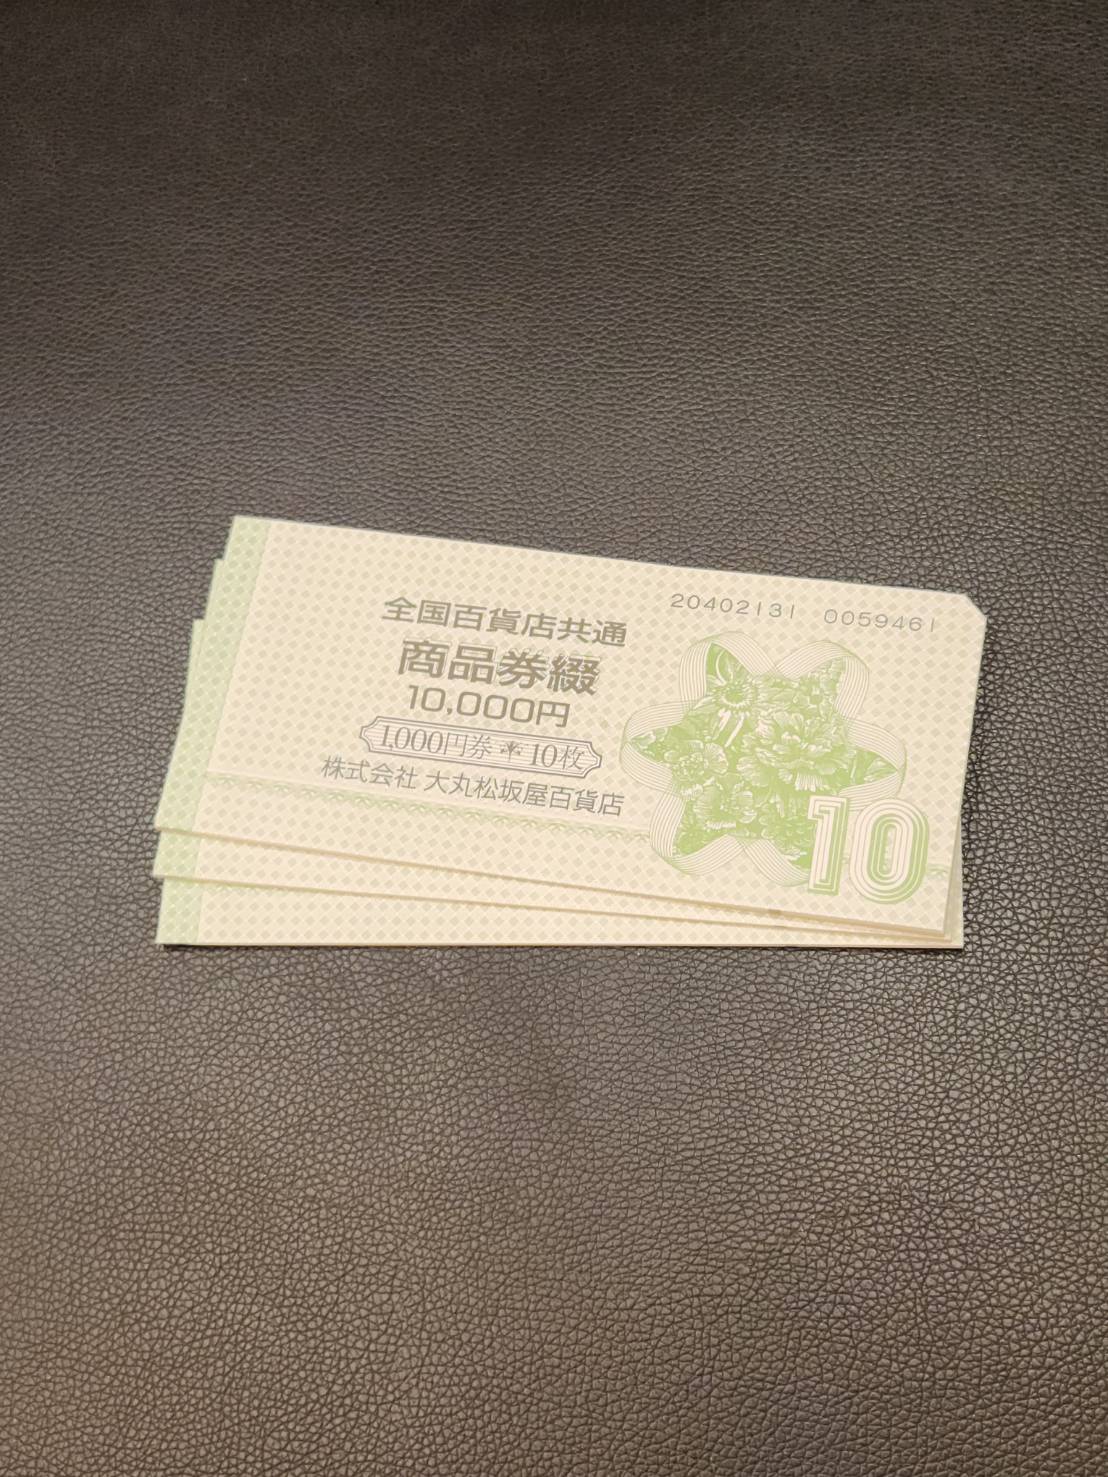 20402131 0059461
全国百貨店共通
商品券綴
10,000円
1,000円券 10枚
株式会社 大丸松坂屋百貨店
10